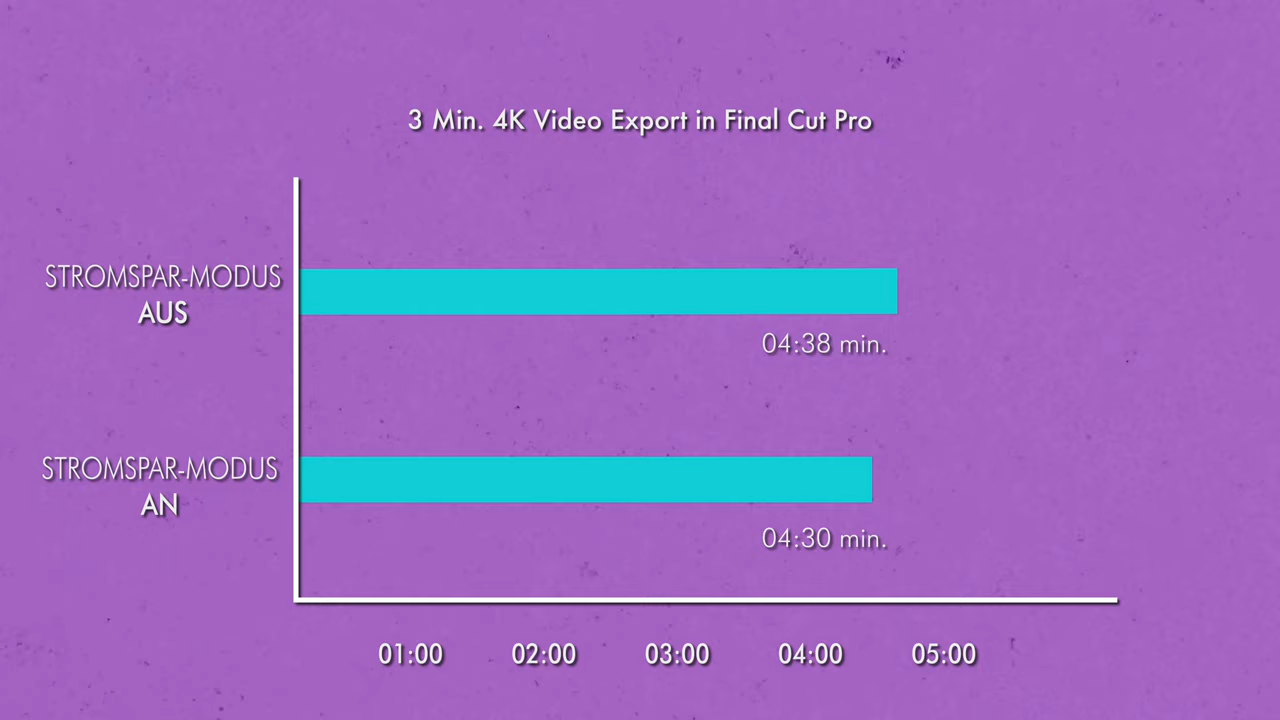 3 Min. 4K Video Export in Final Cut Pro
STROMSPAR-MODUS
AUS
04:38 min.
STROMSPAR-MODUS
AN
04:30 min.
01:00 02:00 03:00 04:00 05:00